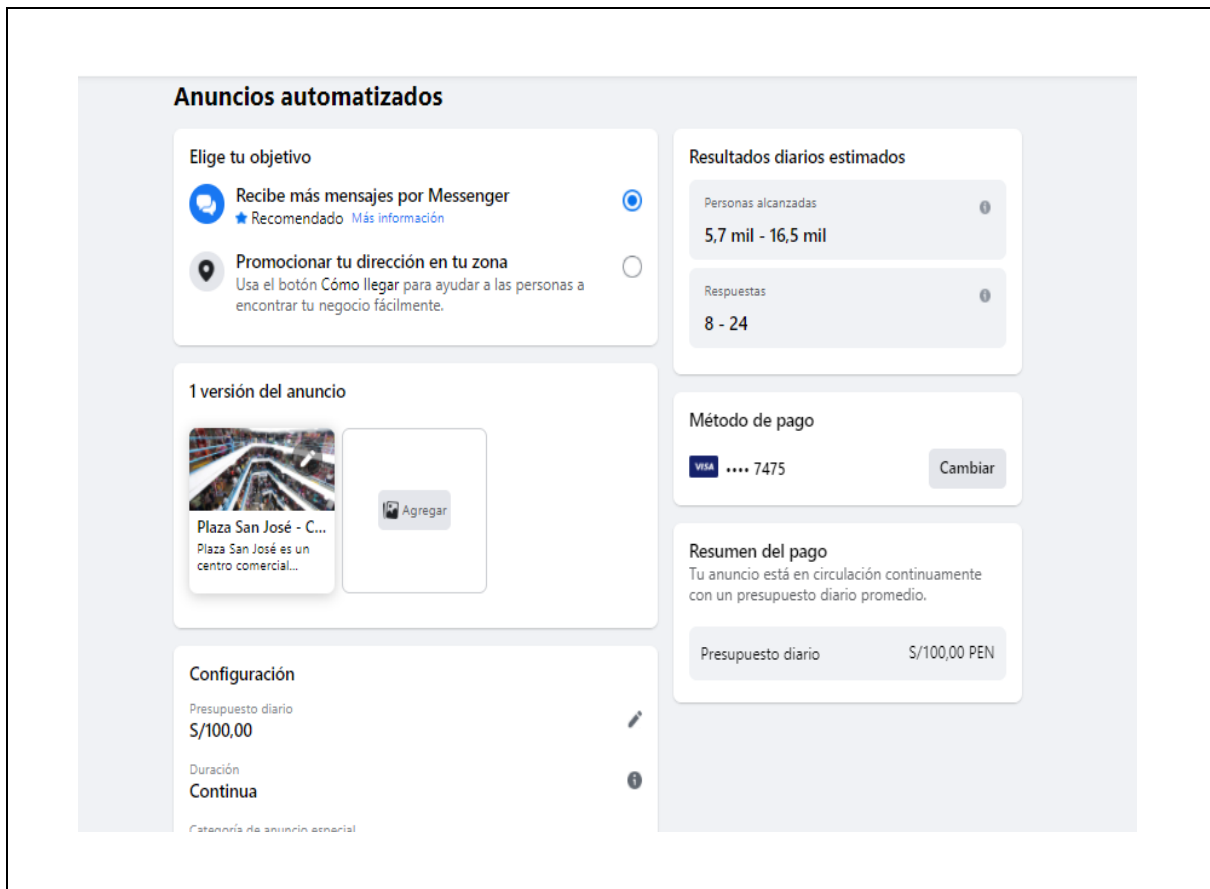 Anuncios automatizados
Elige tu objetivo
Recibe más mensajes por Messenger
Recomendado Más información
Promocionar tu dirección en tu zona
Usa el botón Cómo llegar para ayudar a las personas a
encontrar tu negocio fácilmente.
1 versión del anuncio
Plaza San José - C...
Plaza San José es un
centro comercial...
Agregar
Configuración
Presupuesto diario
S/100,00
Duración
Continua
Categoría de anuncio especial
Resultados diarios estimados
Personas alcanzadas
5,7 mil - 16,5 mil
Respuestas
8 - 24
Método de pago
VISA •••• 7475
Cambiar
Resumen del pago
Tu anuncio está en circulación continuamente
con un presupuesto diario promedio.
Presupuesto diario S/100,00 PEN